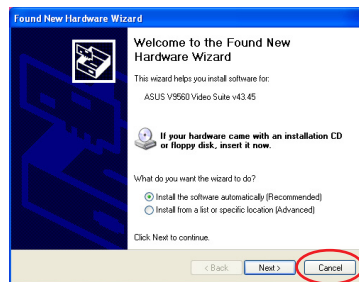 Found New Hardware Wizard
Welcome to the Found New
Hardware Wizard
This wizard helps you install software for:
ASUS V9560 Video Suite v43.45
If your hardware came with an installation CD
or floppy disk, insert it now.
What do you want the wizard to do?
Install the software automatically (Recommended)
Install from a list or specific location (Advanced)
Click Next to continue.
< Back Next > Cancel